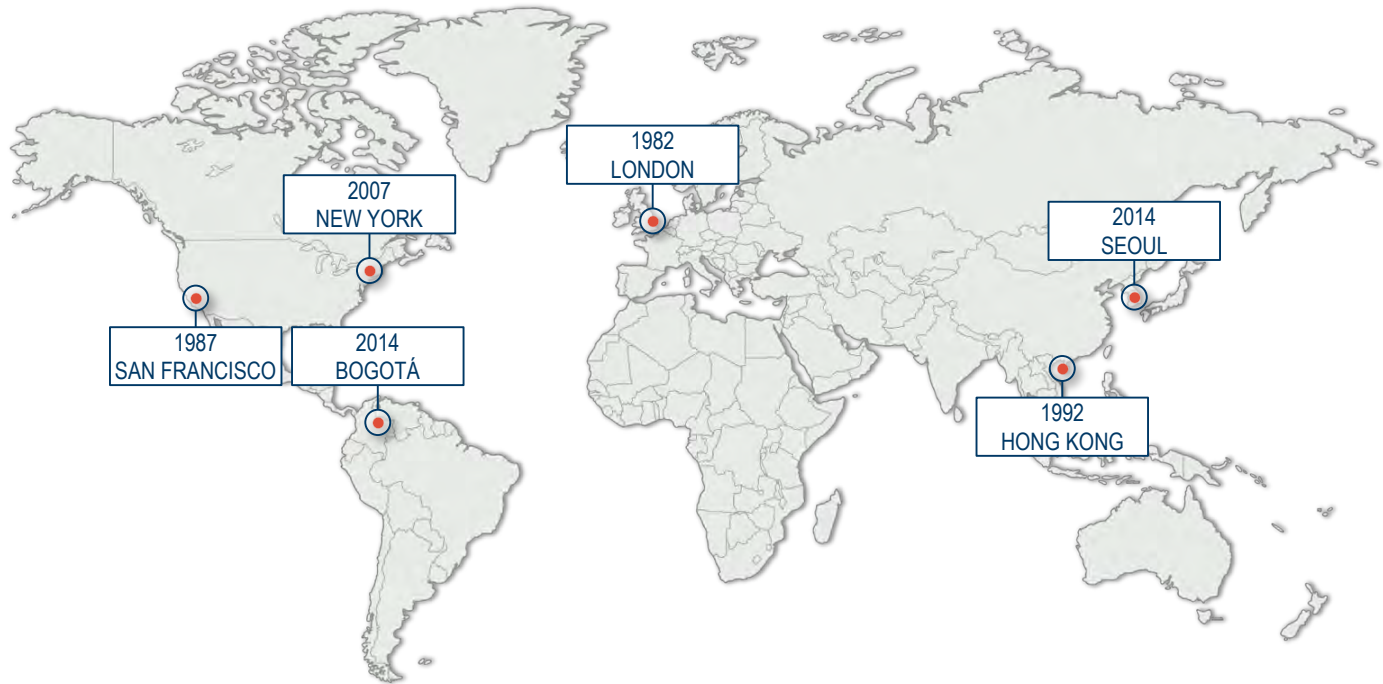 1982
LONDON
2007
NEW YORK
2014
SEOUL
1987
SAN FRANCISCO
2014
BOGOTÁ
1992
HONG KONG